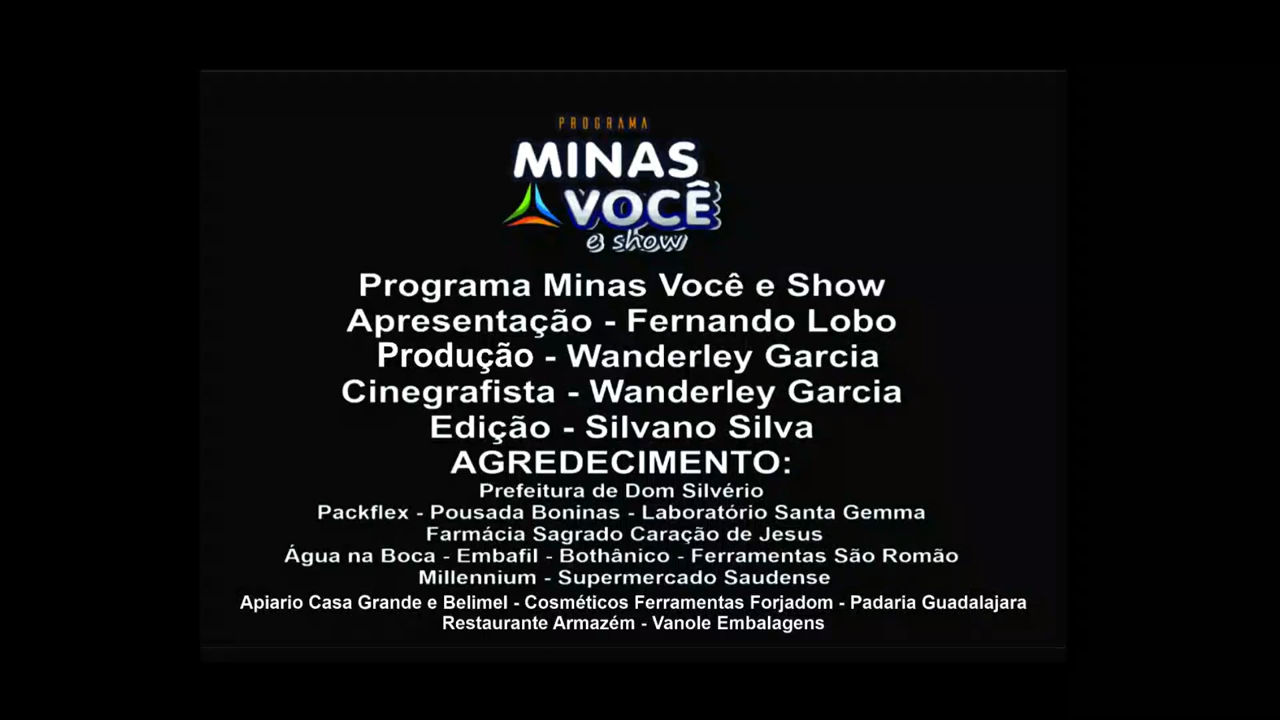 PROGRAMA
MINAS
VOCÊ
e show
Programa Minas Você e Show
Apresentação - Fernando Lobo
Produção - Wanderley Garcia
Cinegrafista - Wanderley Garcia
Edição - Silvano Silva
AGREDECIMENTO:
Prefeitura de Dom Silvério
Packflex - Pousada Boninas - Laboratório Santa Gemma
Farmácia Sagrado Caração de Jesus
Água na Boca - Embafil - Bothânico - Ferramentas São Romão
Millennium - Supermercado Saudense
Apiario Casa Grande e Belimel - Cosméticos Ferramentas Forjadom - Padaria Guadalajara
Restaurante Armazém - Vanole Embalagens